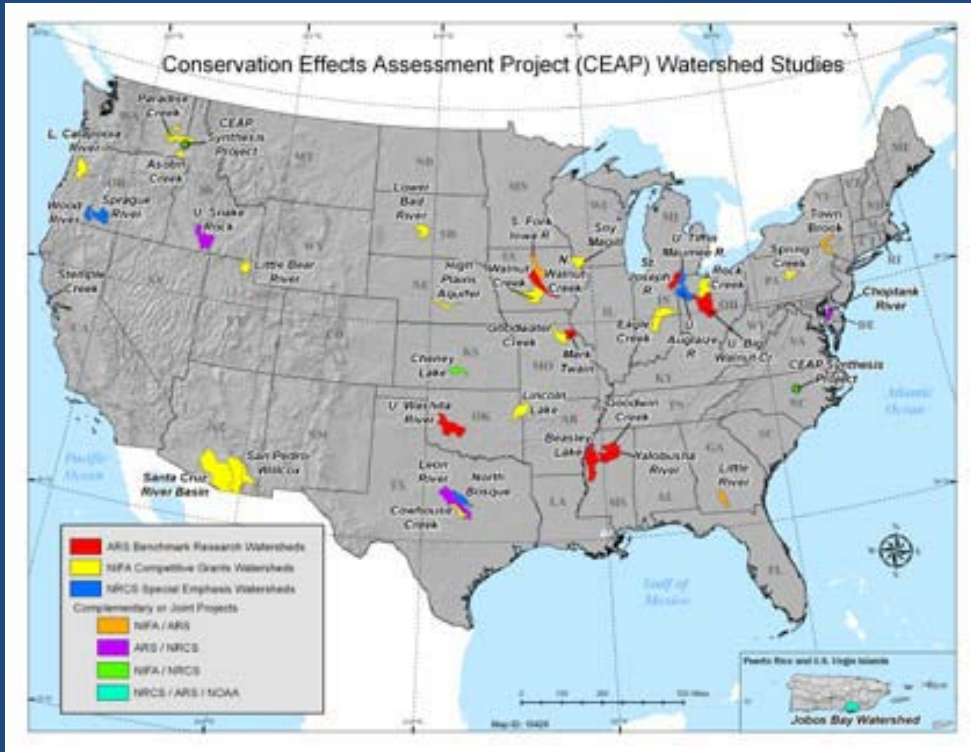 Conservation Effects Assessment Project (CEAP) Watershed Studies
Paradise
Creek
CEAP
Synthesis
Project
L. Calapooia
River
Asotin
Creek
Wood
River
Sprague
River
U. Snake
Rock
Little Bear
River
Stemple
Creek
Lower
Bad
River
High
Plains
Aquifer
S. Fork
Iowa R.
Walnut
Creek
N.
Walnut
Creek
Soy
Magill
St.
Joseph
R.
Rock
Creek
Town
Brook
Spring
Creek
Choptank
River
Eagle
Creek
U.
Auglaize
R.
U. Big
Walnut Cr.
Goodwater
Creek
Mark
Twain
Cheney
Lake
CEAP Synthesis
Project
U. Washita
River
Lincoln
Lake
Goodwin
Creek
Beasley
Lake
Yalobusha
River
Little
River
Santa Cruz
River Basin
San Pedro
Willcox
Leon
River
North
Bosque
Cowhouse
Creek
Pacific
Ocean
Atlantic
Ocean
Gulf of
Mexico
ARS Benchmark Research Watersheds
NIFA Competitive Grants Watersheds
NRCS Special Emphasis Watersheds
Complementary or Joint Projects
NIFA / ARS
ARS / NRCS
NIFA / NRCS
NRCS / ARS / NOAA
Puerto Rico and U.S. Virgin Islands
Jobos Bay Watershed